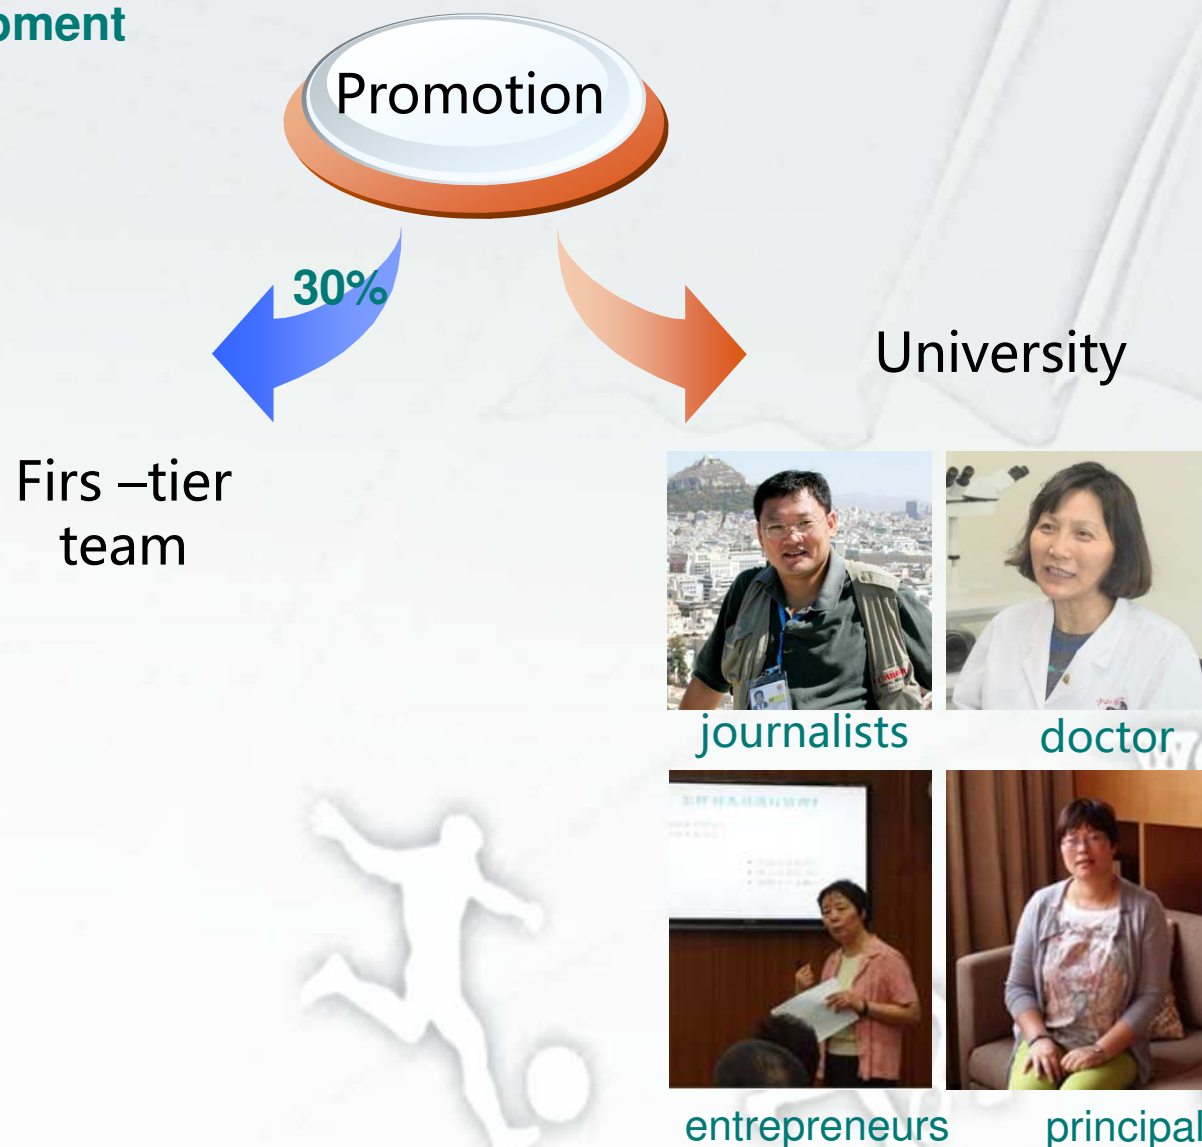 pment
Promotion
30%
University
Firs –tier
team
journalists
doctor
entrepreneurs
principal